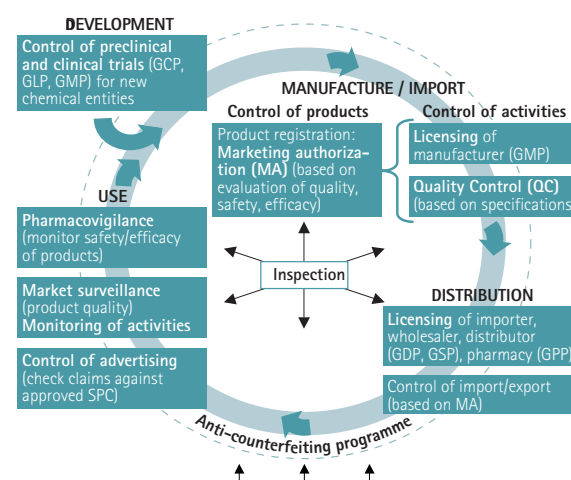 DEVELOPMENT
Control of preclinical
and clinical trials (GCP,
GLP, GMP) for new
chemical entities
MANUFACTURE / IMPORT
Control of products
Product registration:
Marketing authoriza-
tion (MA) (based on
evaluation of quality,
safety, efficacy)
Control of activities
Licensing of
manufacturer (GMP)
Quality Control (QC)
(based on specifications
USE
Pharmacovigilance
(monitor safety/efficacy
of products)
Market surveillance
(product quality)
Monitoring of activities
Control of advertising
(check claims against
approved SPC)
Inspection
DISTRIBUTION
Licensing of importer,
wholesaler, distributor
(GDP, GSP), pharmacy (GPP)
Control of import/export
(based on MA)
Anti-counterfeiting programme